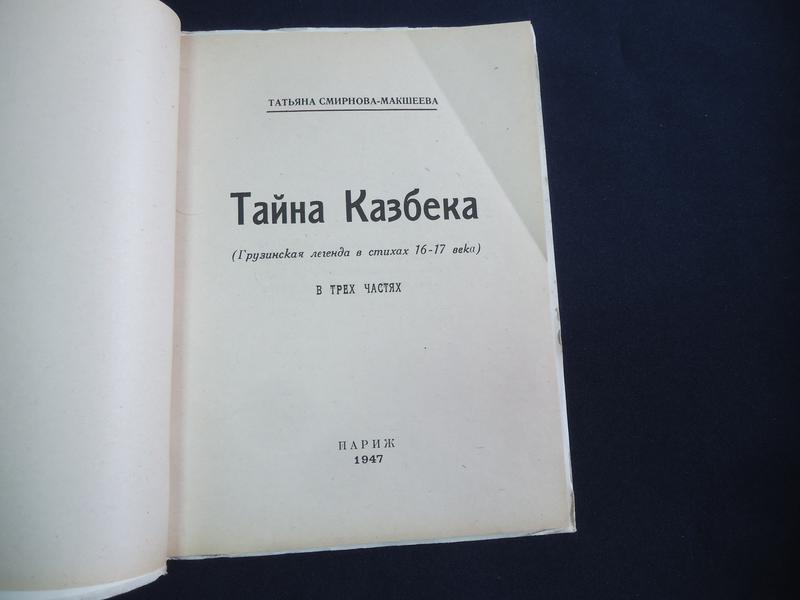 ТАТЬЯНА СМИРНОВА-МАКШЕЕВА
Тайна Казбека
(Грузинская легенда в стихах 16-17 века)
В ТРЕХ ЧАСТЯХ
ПАРИЖ
1947